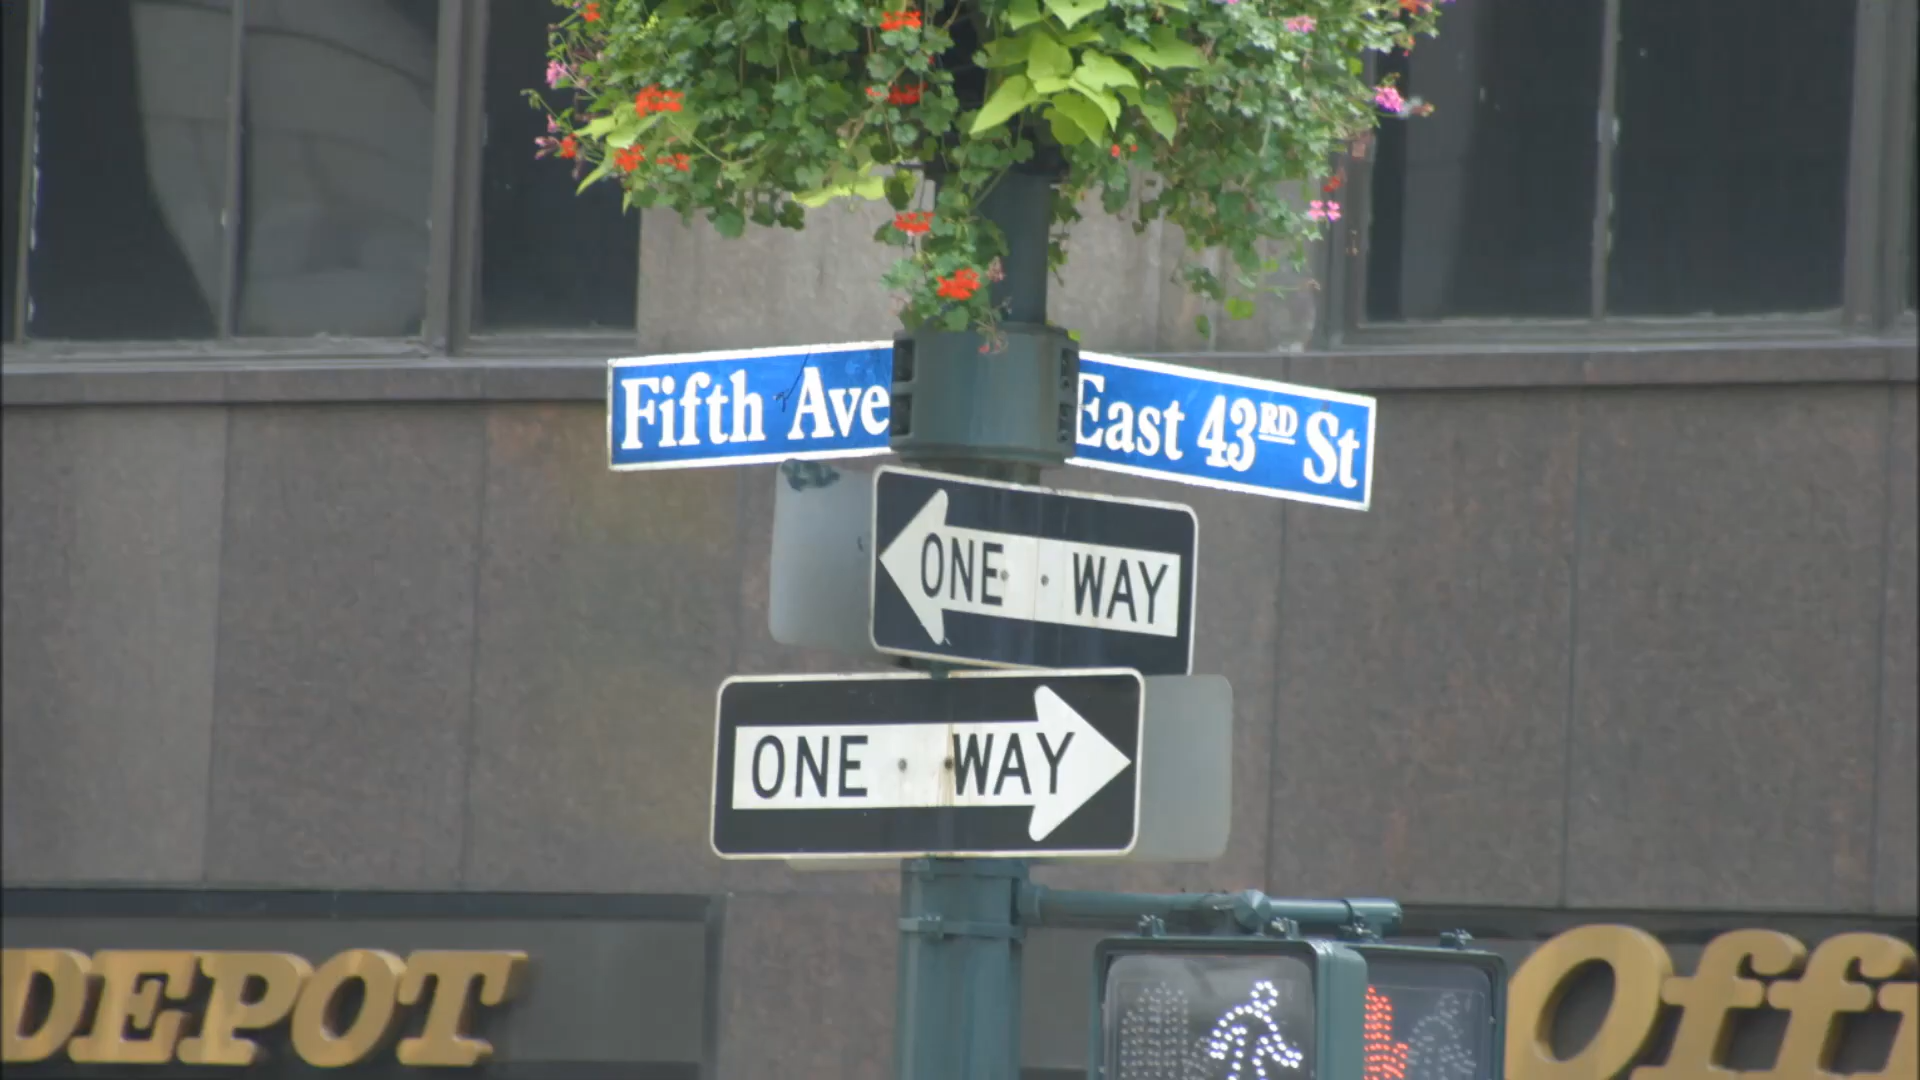 Fifth Ave
East 43RD St
ONE WAY
ONE WAY
DEPOT
Offi